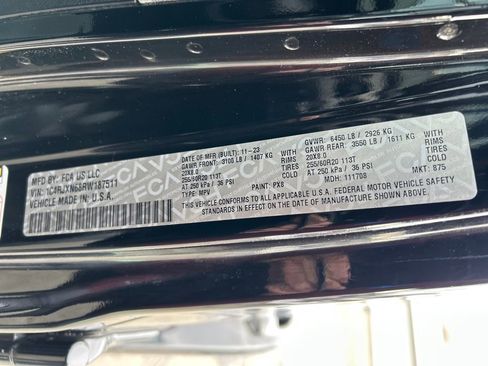 MFD BY: FCA US LLC
VIN: 1C4RJXN68RW187511
VEHICLE MADE IN: U.S.A.
DATE OF MFR (BUILT): 11-23
GVWR: 6450 LB / 2926 KG
GAWR FRONT: 3100 LB / 1407 KG
WITH
GAWR REAR: 3550 LB / 1611 KG
WITH
20X8.0
RIMS
20X8.0
RIMS
255/60R20 113T
TIRES
255/60R20 113T
TIRES
AT 250 kPa / 36 PSI
AT 250 kPa / 36 PSI
TYPE: MPV
PAINT: PX8
MDH: 111708
MKT: 875
THIS VEHICLE CONFORMS TO ALL APPLICABLE U.S.A. FEDERAL MOTOR VEHICLE SAFETY
STANDARDS IN EFFECT ON THE DATE OF MANUFACTURE SHOWN ABOVE.